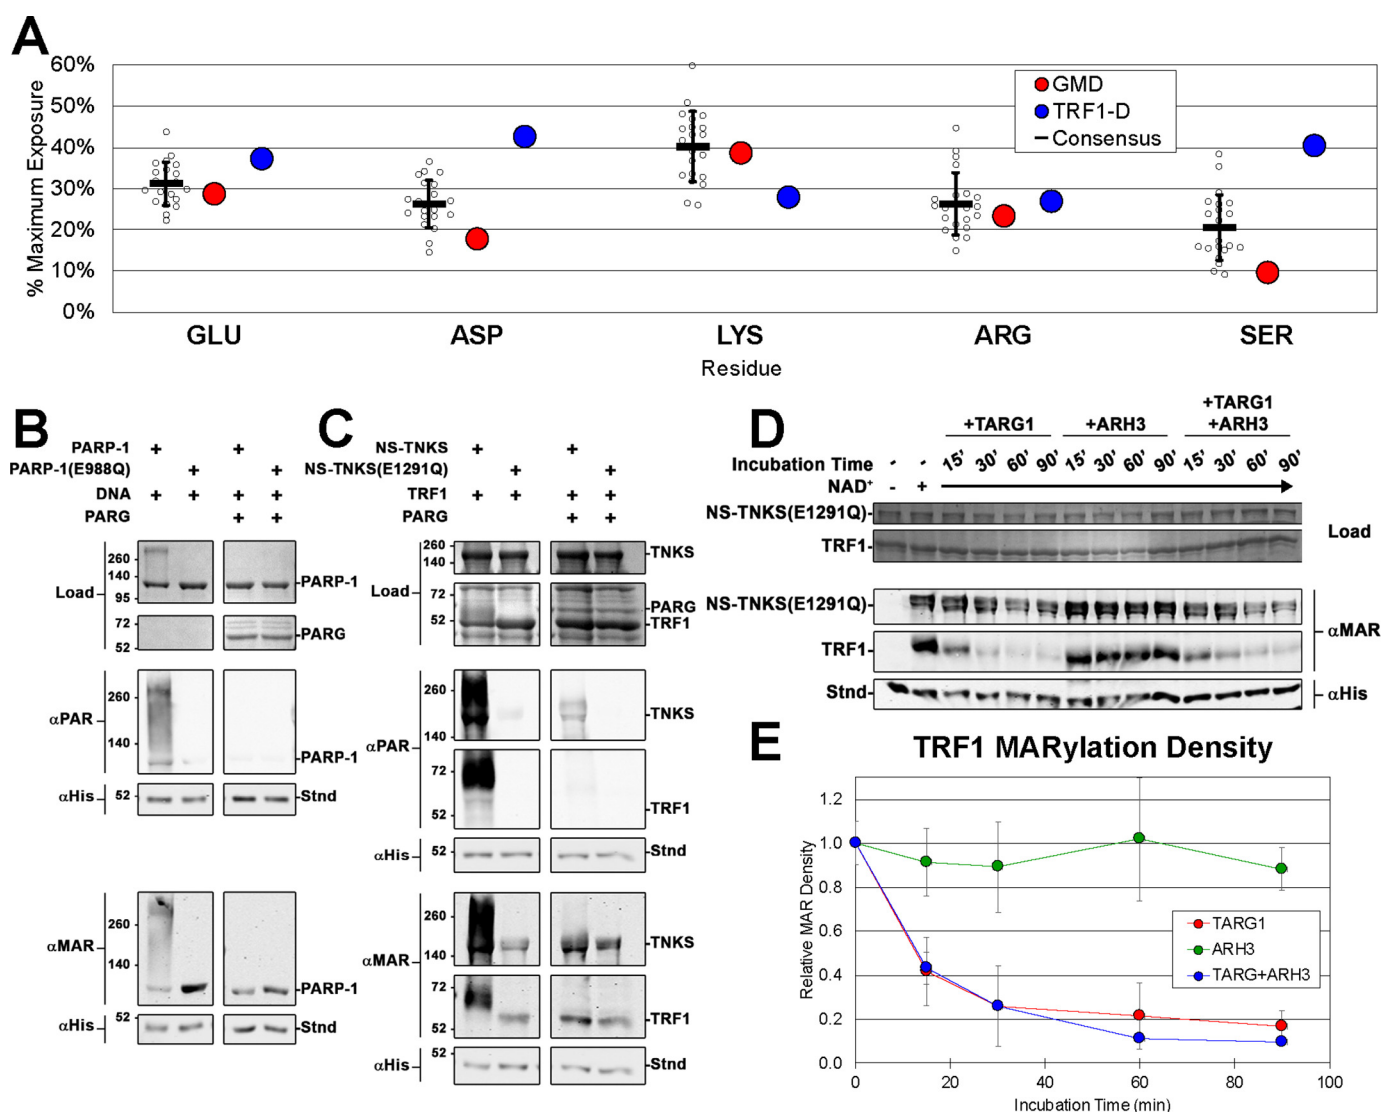 A
60%
50%
40%
30%
20%
10%
0%
% Maximum Exposure
GMD
TRF1-D
Consensus
GLU ASP LYS ARG SER
Residue
B
PARP-1 + +
PARP-1(E988Q) + +
DNA + + + +
PARG + +
Load
260
140
95
PARP-1
72
52
PARG
αPAR
260
140
PARP-1
αHis
52
Stnd
αMAR
260
140
PARP-1
αHis
52
Stnd
C
NS-TNKS + +
NS-TNKS(E1291Q) + +
TRF1 + + + +
PARG + +
Load
260
140
TNKS
72
52
PARG
TRF1
αPAR
260
140
TNKS
72
52
TRF1
αHis
52
Stnd
αMAR
260
140
TNKS
72
52
TRF1
αHis
52
Stnd
D
+TARG1 +ARH3 +TARG1
+ARH3
Incubation Time - - 15' 30' 60' 90' 15' 30' 60' 90' 15' 30' 60' 90'
NAD+ - +
NS-TNKS(E1291Q)-
TRF1-
Load
NS-TNKS(E1291Q)-
TRF1-
αMAR
Stnd-
αHis
E
TRF1 MARylation Density
Relative MAR Density
1.2
1.0
0.8
0.6
0.4
0.2
0.0
TARG1
ARH3
TARG+ARH3
0 20 40 60 80 100
Incubation Time (min)